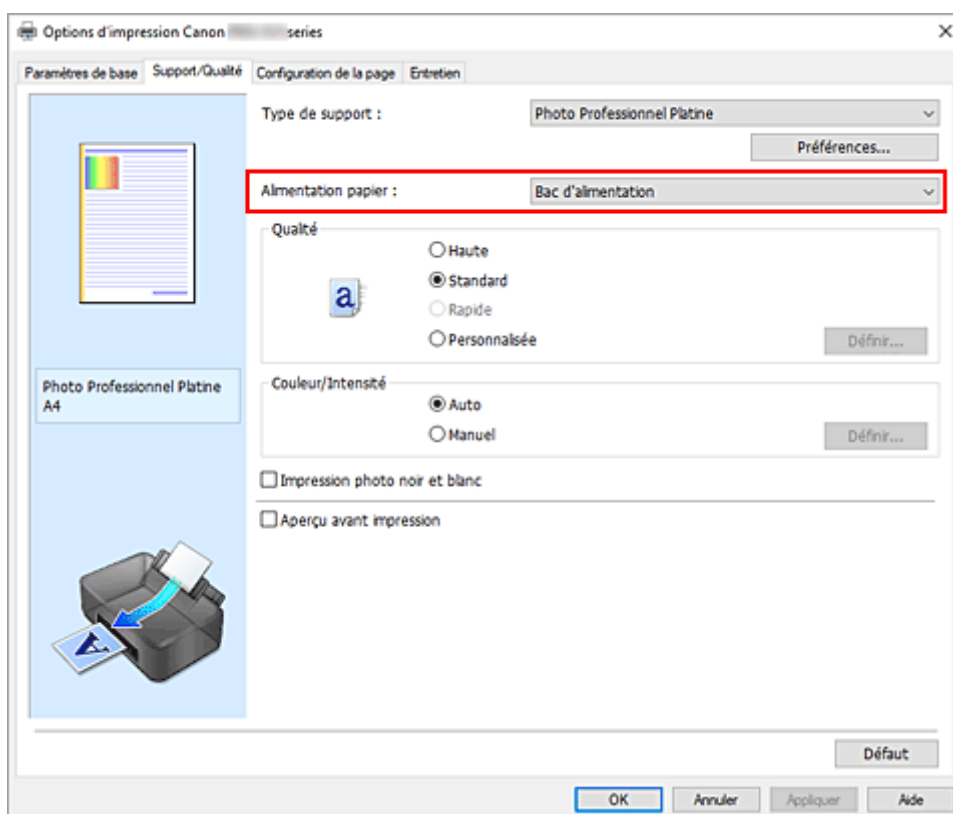 Options d'impression Canon series
Paramètres de base Support/Qualité Configuration de la page Entretien
Type de support : Photo Professionnel Platine
Préférences...
Alimentation papier : Bac d'alimentation
Qualité
Haute
a Standard
Rapide
Personnalisée Définir...
Photo Professionnel Platine
A4
Couleur/Intensité
Auto
Manuel Définir...
Impression photo noir et blanc
Aperçu avant impression
A
Défaut
OK Annuler Appliquer Aide